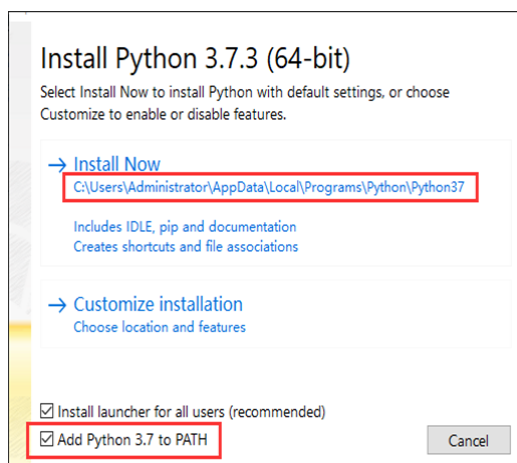 Install Python 3.7.3 (64-bit)
Select Install Now to install Python with default settings, or choose
Customize to enable or disable features.
Install Now
C:\Users\Administrator\AppData\Local\Programs\Python\Python37
Includes IDLE, pip and documentation
Creates shortcuts and file associations
Customize installation
Choose location and features
Install launcher for all users (recommended)
Add Python 3.7 to PATH
Cancel